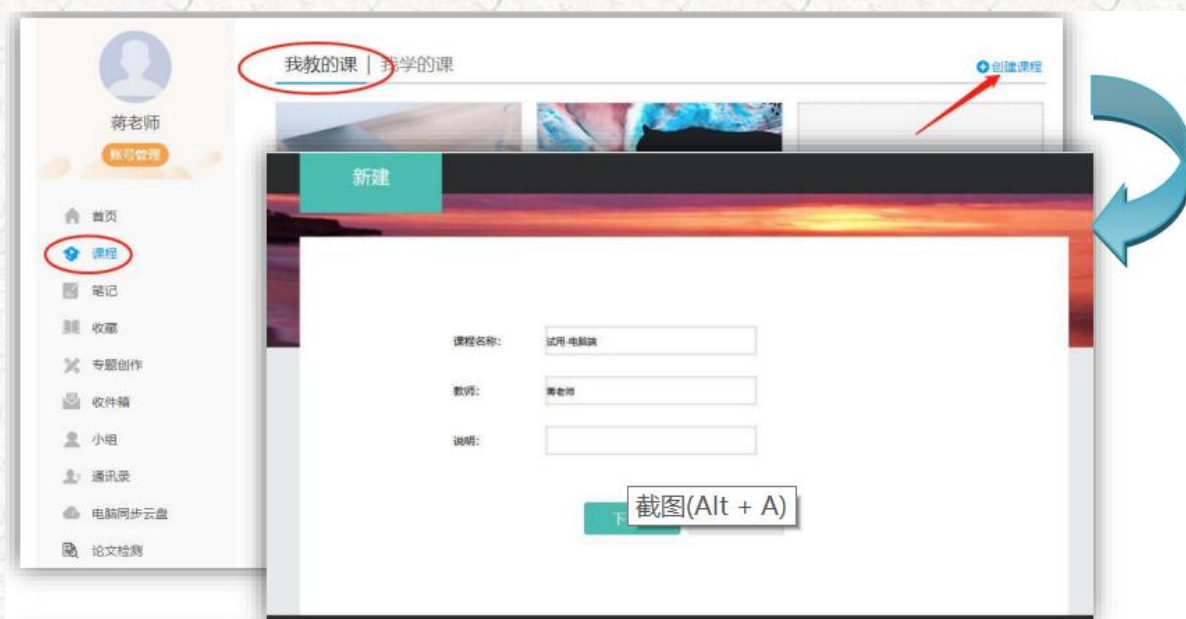 我教的课 | 我学的课
创建课程
蒋老师
账号管理
首页
课程
笔记
收藏
专题创作
收件箱
小组
通讯录
电脑同步云盘
论文检测
新建
课程名称：
试用-电脑端
教师：
蒋老师
说明：
下
截图(Alt + A)